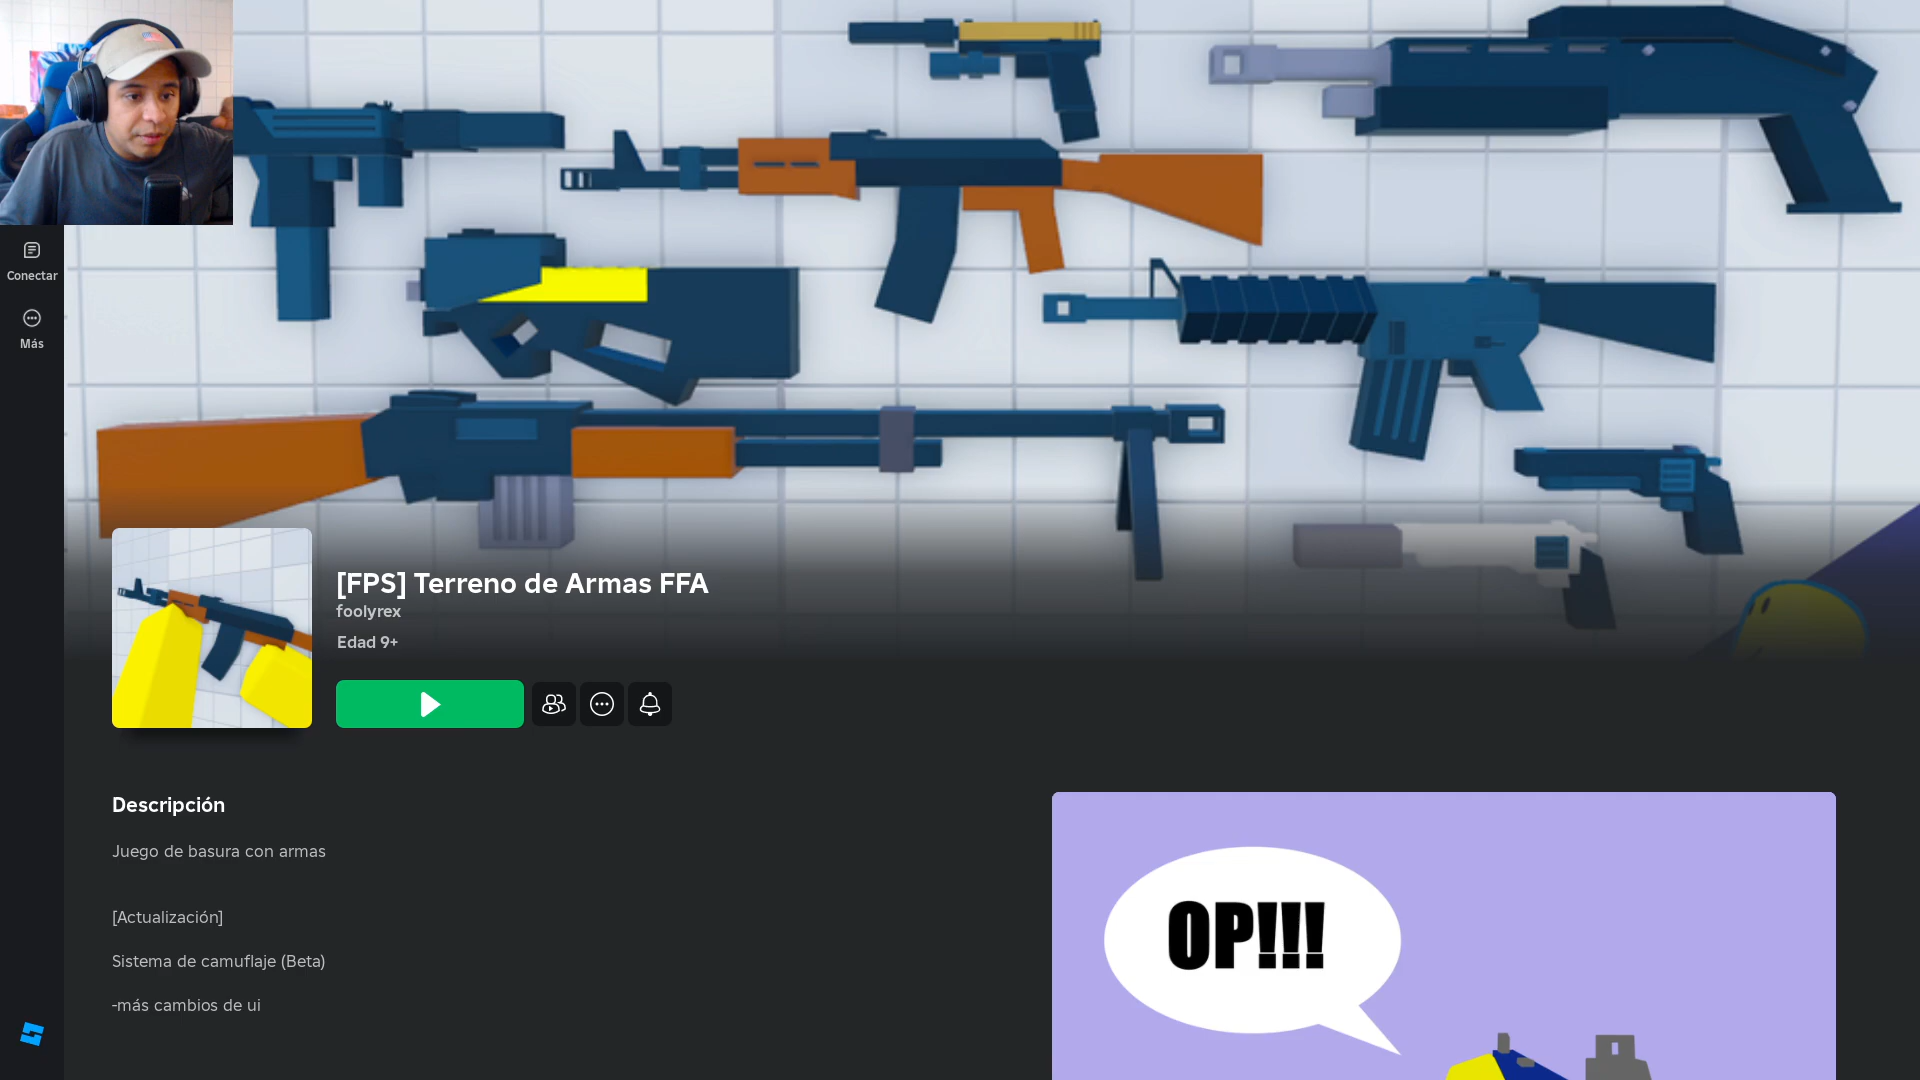 Conectar
Más
[FPS] Terreno de Armas FFA
foolyrex
Edad 9+
Descripción
Juego de basura con armas
[Actualización]
Sistema de camuflaje (Beta)
-más cambios de ui
OP!!!